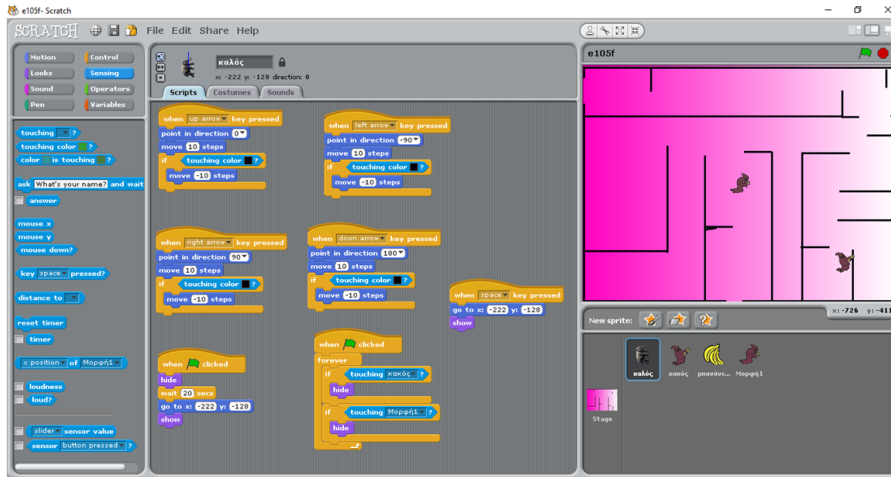 e105f- Scratch
SCRATCH File Edit Share Help
Motion Control
Looks Sensing
Sound Operators
Pen Variables
touching ?
touching color ?
color is touching ?
ask What's your name? and wait
answer
mouse x
mouse y
mouse down?
key space pressed?
distance to
reset timer
timer
x position of Μορφή1
loudness
loud?
slider sensor value
sensor button pressed ?
καλός
x: -222 y: -128 direction: 0
Scripts Costumes Sounds
when up arrow key pressed
point in direction 0
move 10 steps
if touching color ?
move -10 steps
when left arrow key pressed
point in direction -90
move 10 steps
if touching color ?
move -10 steps
when right arrow key pressed
point in direction 90
move 10 steps
if touching color ?
move -10 steps
when down arrow key pressed
point in direction 180
move 10 steps
if touching color ?
move -10 steps
when space key pressed
go to x: -222 y: -128
show
when clicked
hide
wait 20 secs
go to x: -222 y: -128
show
when clicked
forever
if touching κακός ?
hide
if touching Μορφή1 ?
hide
e105f
x: -726 y: -411
New sprite:
καλός κακός μπανάνε... Μορφή1
Stage